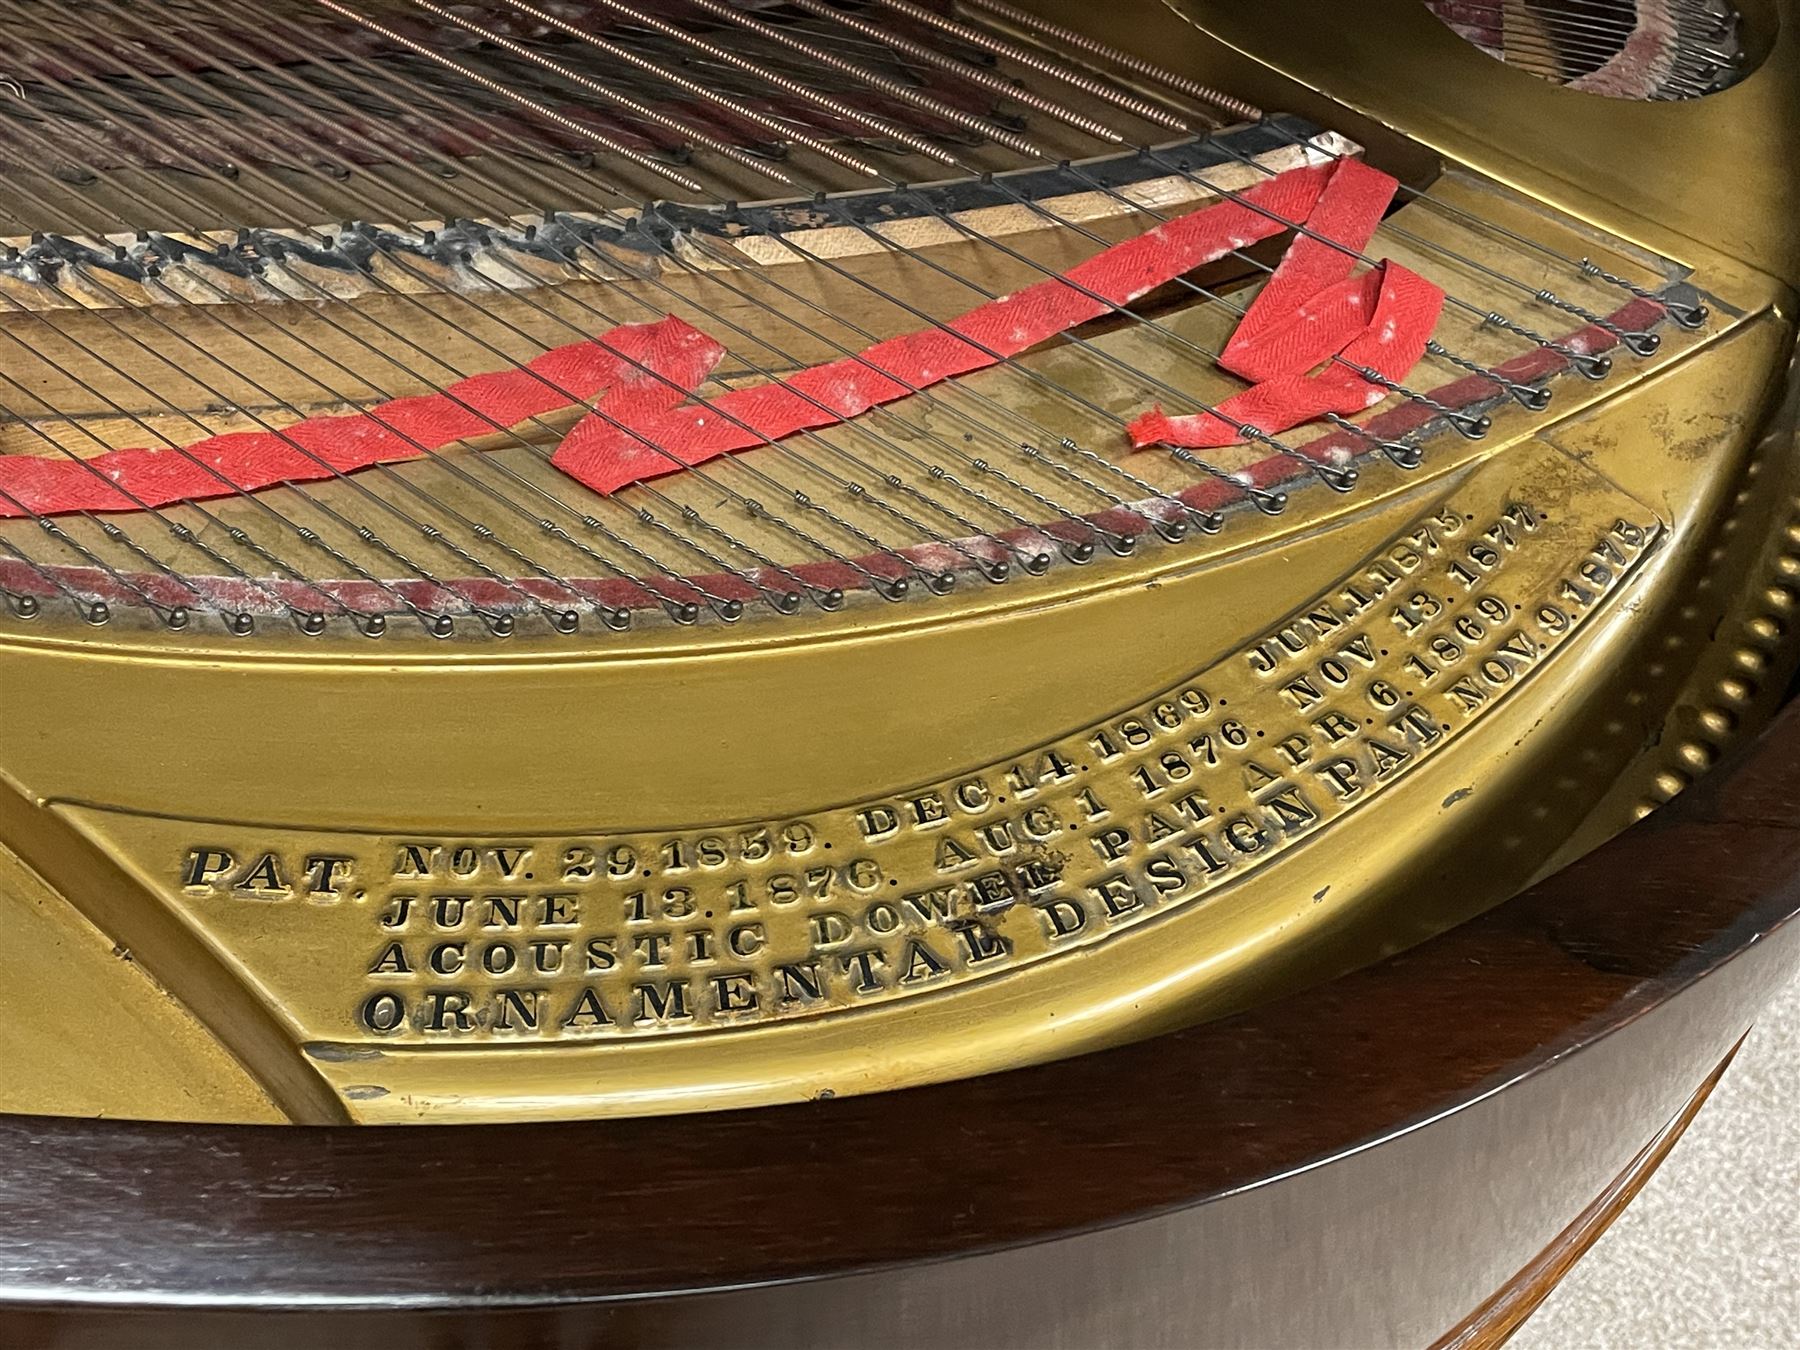 PAT. NOV. 29.1859. DEC.14.1869. JUN.1.1875.
JUNE 13.1876. AUG.1 1876. NOV. 13. 1877.
ACOUSTIC DOWEL PAT. APR.6.1869.
ORNAMENTAL DESIGN PAT. NOV.9.1875